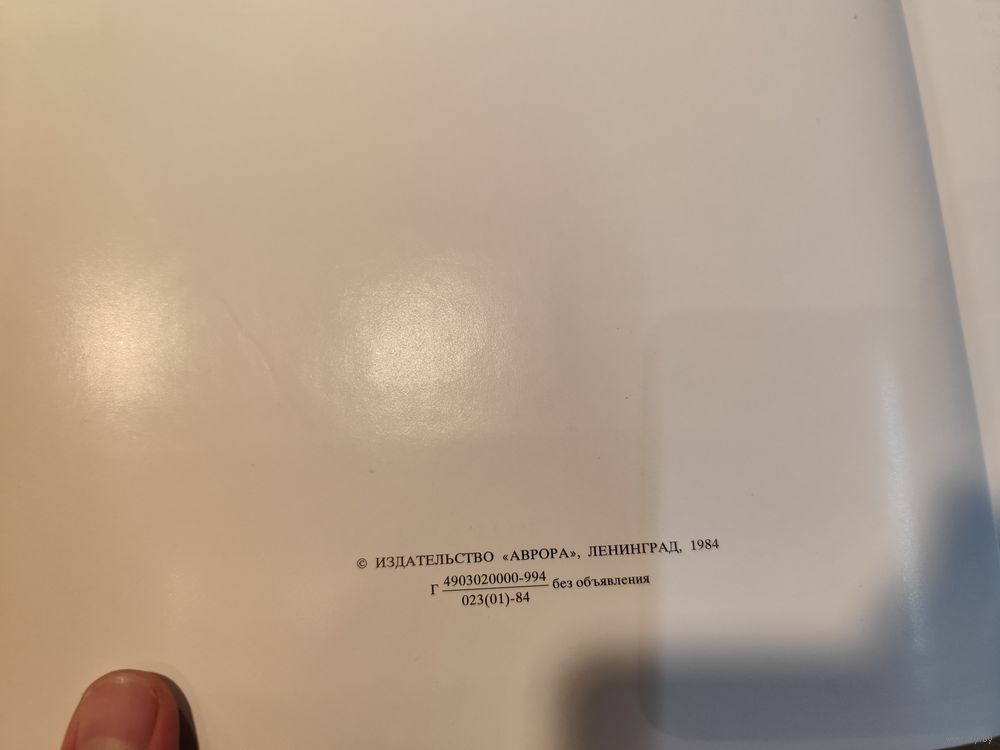 © ИЗДАТЕЛЬСТВО «АВРОРА», ЛЕНИНГРАД, 1984
Г 4903020000-994 без объявления
023(01)-84